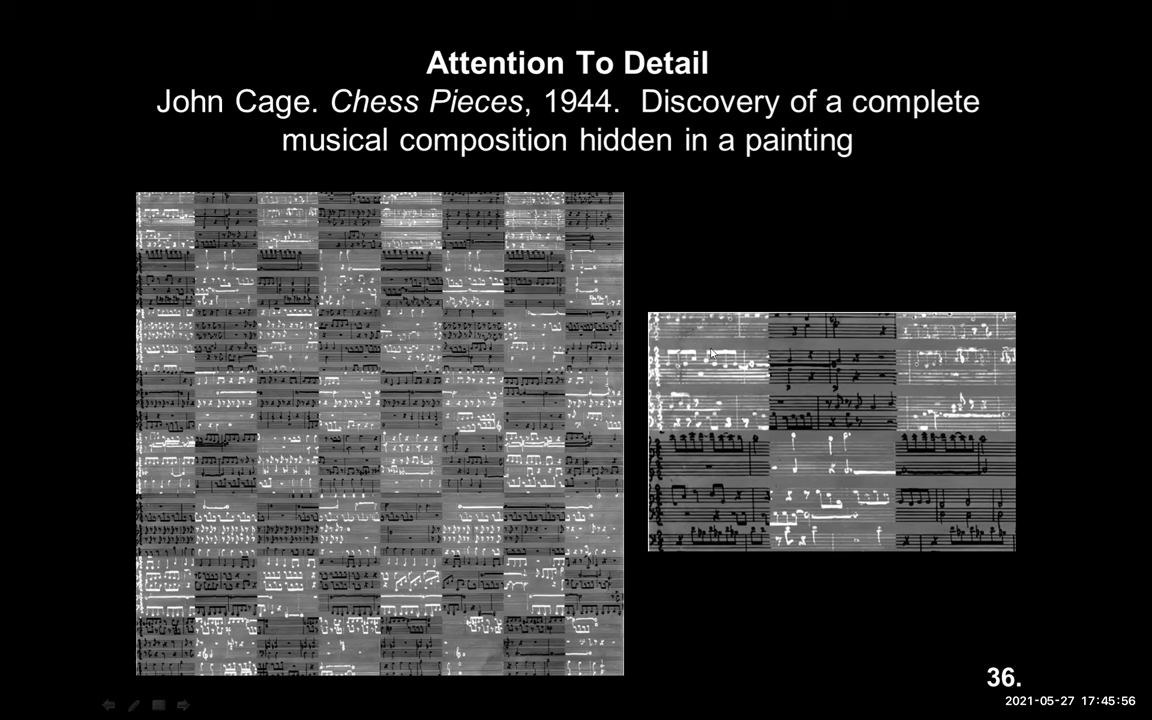 Attention To Detail
John Cage. Chess Pieces, 1944.  Discovery of a complete
musical composition hidden in a painting
36.
2021-05-27 17:45:56